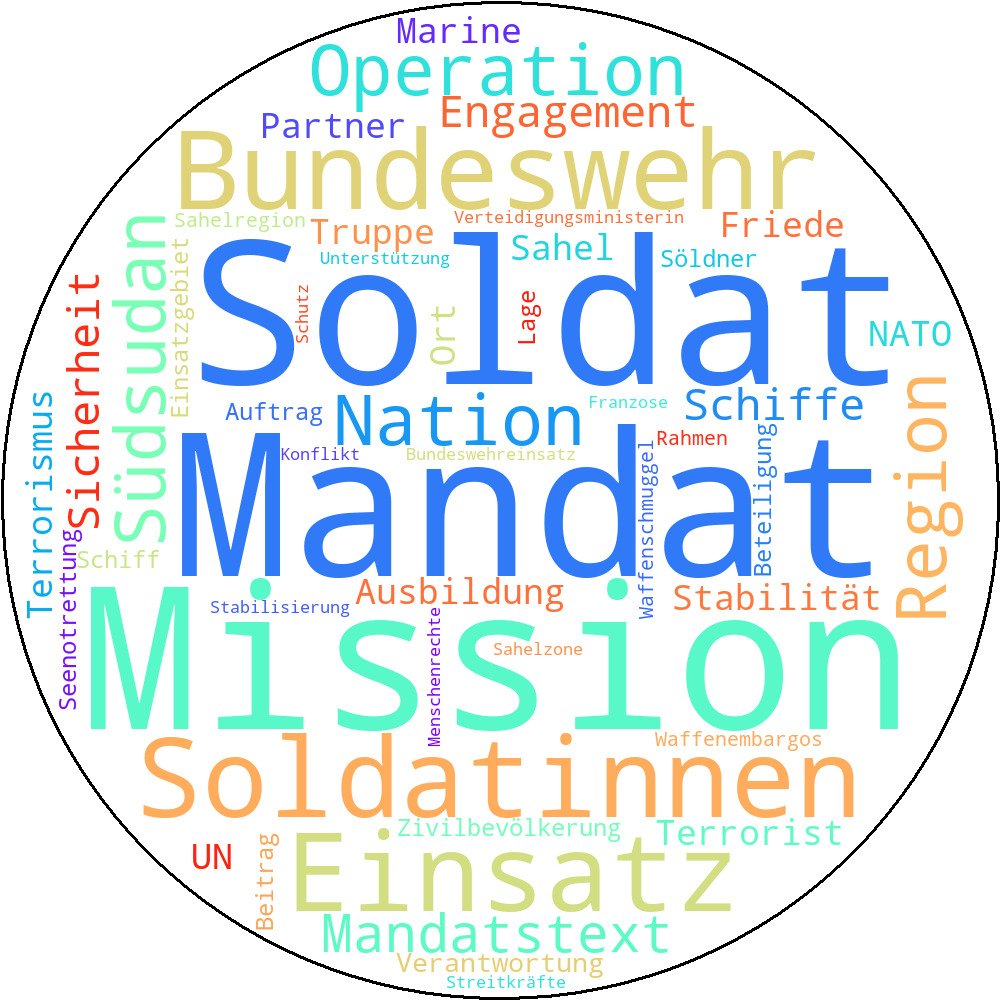 Marine
Operation
Engagement
Partner
Bundeswehr
Sahelregion
Verteidigungsministerin
Friede
Truppe
Sahel
Unterstützung
Söldner
Soldat
Südsudan
Einsatzgebiet
Sicherheit
Schutz
Ort
Lage
NATO
Terrorismus
Auftrag
Nation
Franzose
Schiffe
Region
Rahmen
Konflikt
Bundeswehreinsatz
Mandat
Waffenschmuggel
Beteiligung
Seenotrettung
Schiff
Ausbildung
Stabilität
Stabilisierung
Mission
Menschenrechte
Sahelzone
Soldatinnen
Waffenembargos
Zivilbevölkerung
Terrorist
UN
Beitrag
Einsatz
Mandatstext
Verantwortung
Streitkräfte